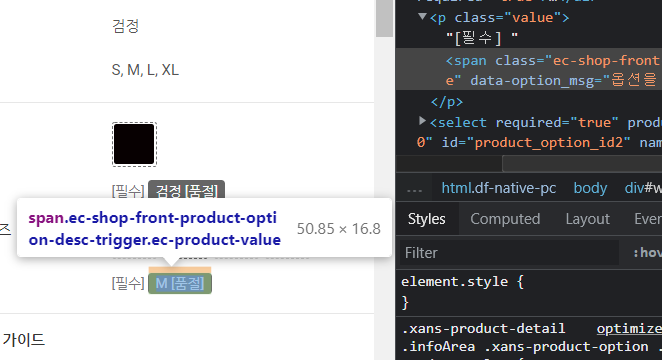 검정
S, M, L, XL
[필수] 검정 [품절]
즈
span.ec-shop-front-product-opti
on-desc-trigger.ec-product-value
50.85 × 16.8
[필수] M [품절]
가이드
<p class="value">
"[필수] "
<span class="ec-shop-front
e" data-option_msg="옵션을
</p>
<select required="true" prod
0" id="product_option_id2" nam
... html.df-native-pc body div#w
Styles Computed Layout Event
Filter :hov
element.style {
}
.xans-product-detail optimize
.infoArea .xans-product-option .